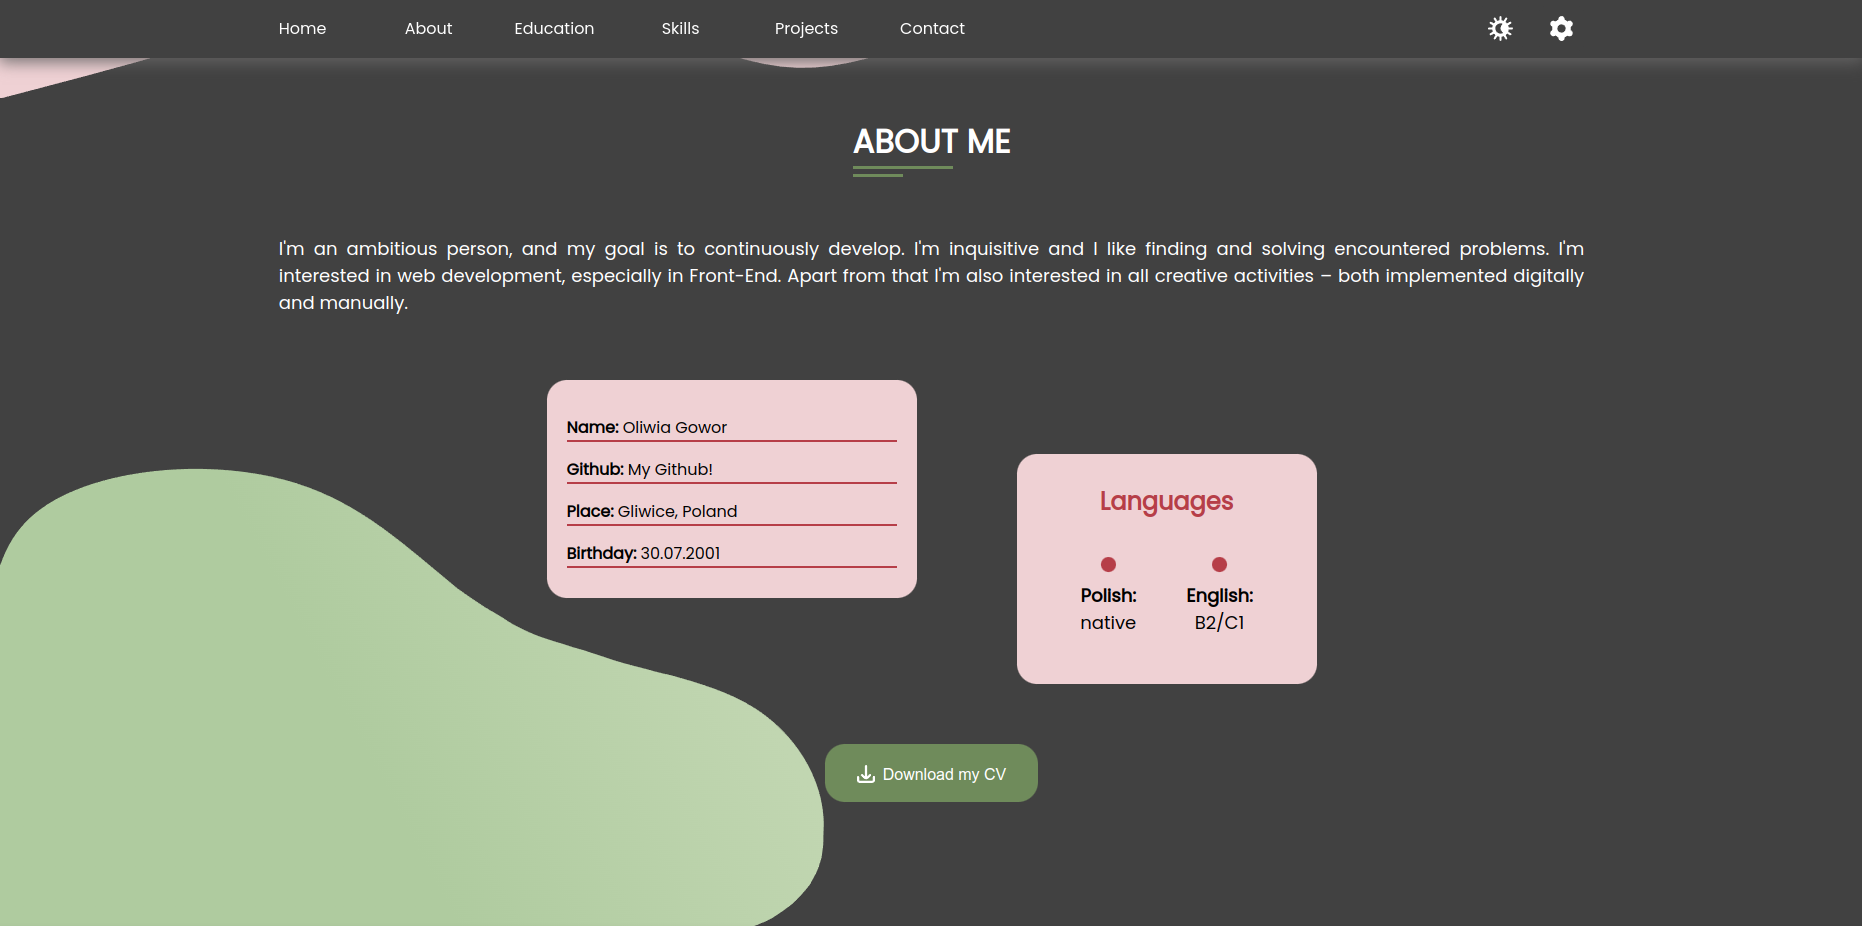 Home About Education Skills Projects Contact
ABOUT ME
I'm an ambitious person, and my goal is to continuously develop. I'm inquisitive and I like finding and solving encountered problems. I'm
interested in web development, especially in Front-End. Apart from that I'm also interested in all creative activities – both implemented digitally
and manually.
Name: Oliwia Gowor
Github: My Github!
Place: Gliwice, Poland
Birthday: 30.07.2001
Languages
Polish: English:
native B2/C1
Download my CV